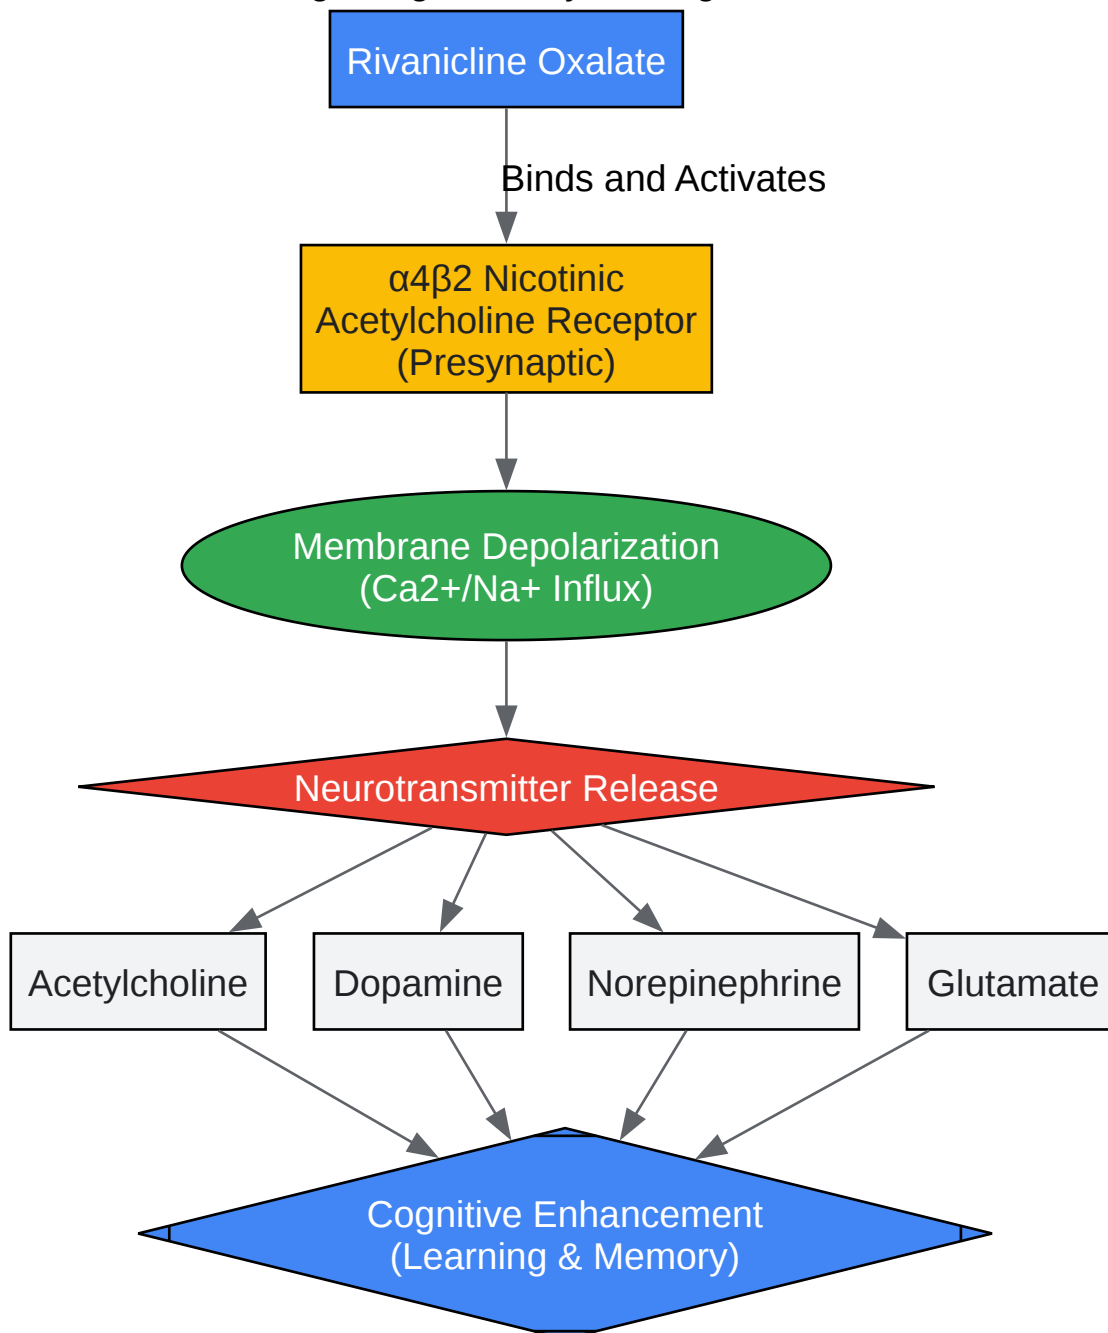 Rivanicline Oxalate
Binds and Activates
α4β2 Nicotinic
Acetylcholine Receptor
(Presynaptic)
Membrane Depolarization
(Ca2+/Na+ Influx)
Neurotransmitter Release
Acetylcholine
Dopamine
Norepinephrine
Glutamate
Cognitive Enhancement
(Learning & Memory)